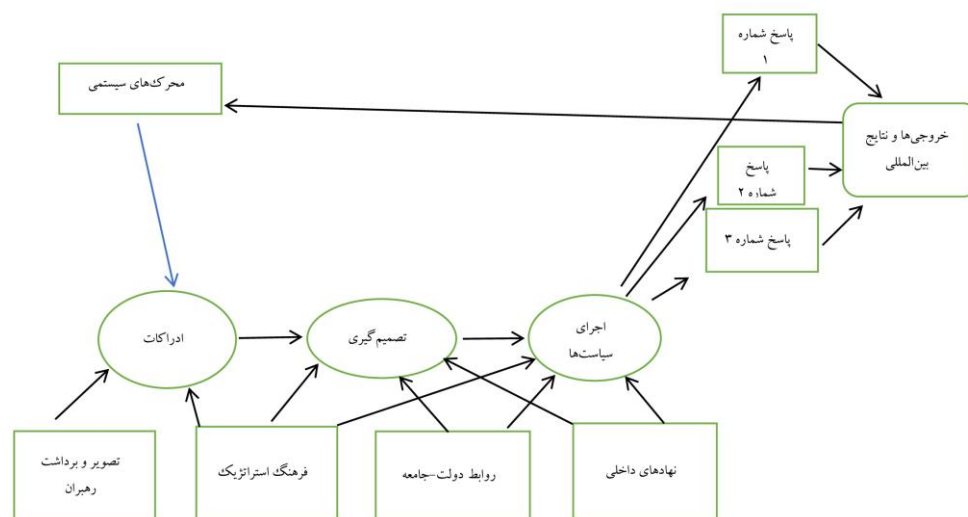 پاسخ شماره
۱
محرک‌های سیستمی
خروجی‌ها و نتایج
بین‌المللی
پاسخ
شماره ۲
پاسخ شماره ۳
ادراکات
تصمیم‌گیری
اجرای
سیاست‌ها
تصویر و برداشت
رهبران
فرهنگ استراتژیک
روابط دولت-جامعه
نهادهای داخلی